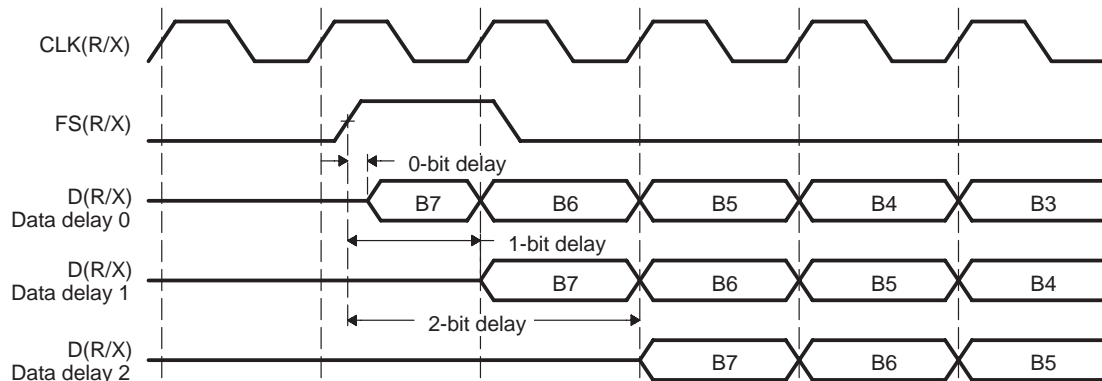 CLK(R/X)
FS(R/X)
0-bit delay
D(R/X)
Data delay 0
B7 B6 B5 B4 B3
1-bit delay
D(R/X)
Data delay 1
B7 B6 B5 B4
2-bit delay
D(R/X)
Data delay 2
B7 B6 B5